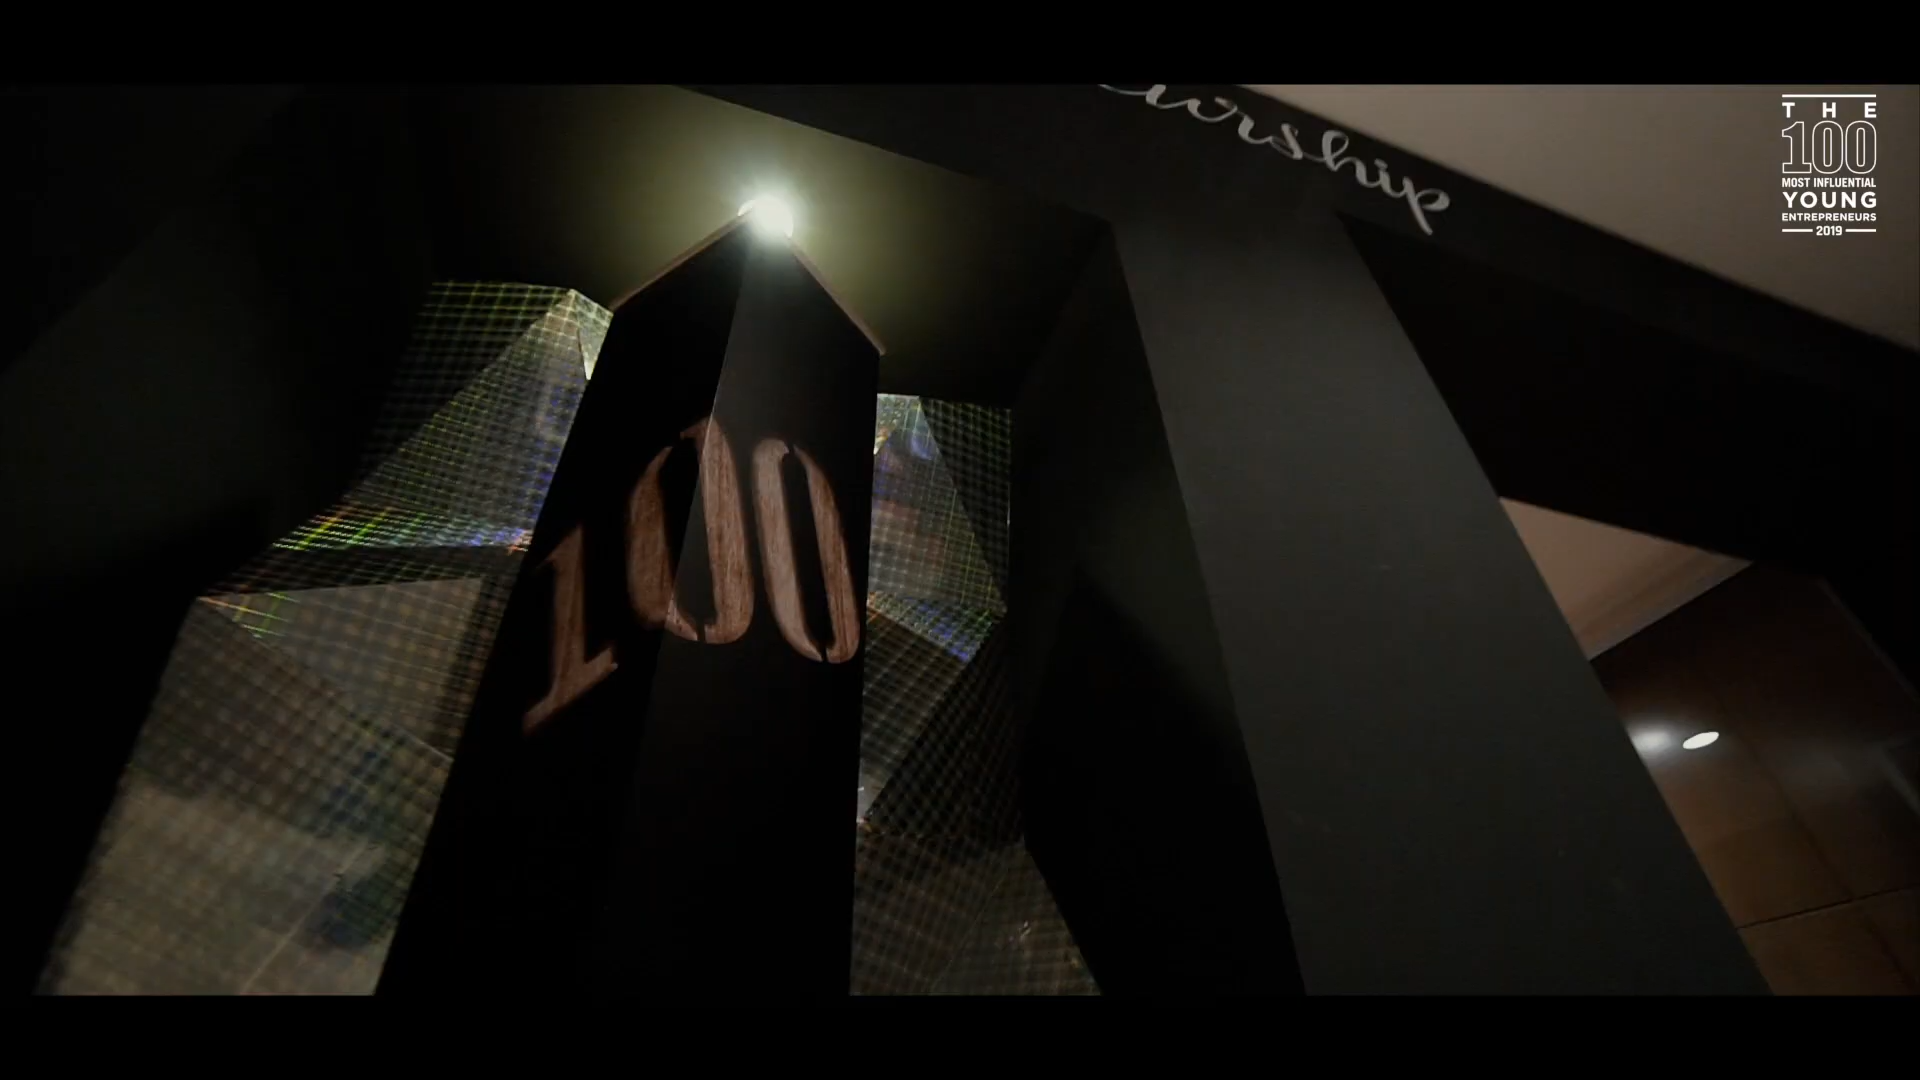 THE
100
MOST INFLUENTIAL
YOUNG
ENTREPRENEURS
2019
100